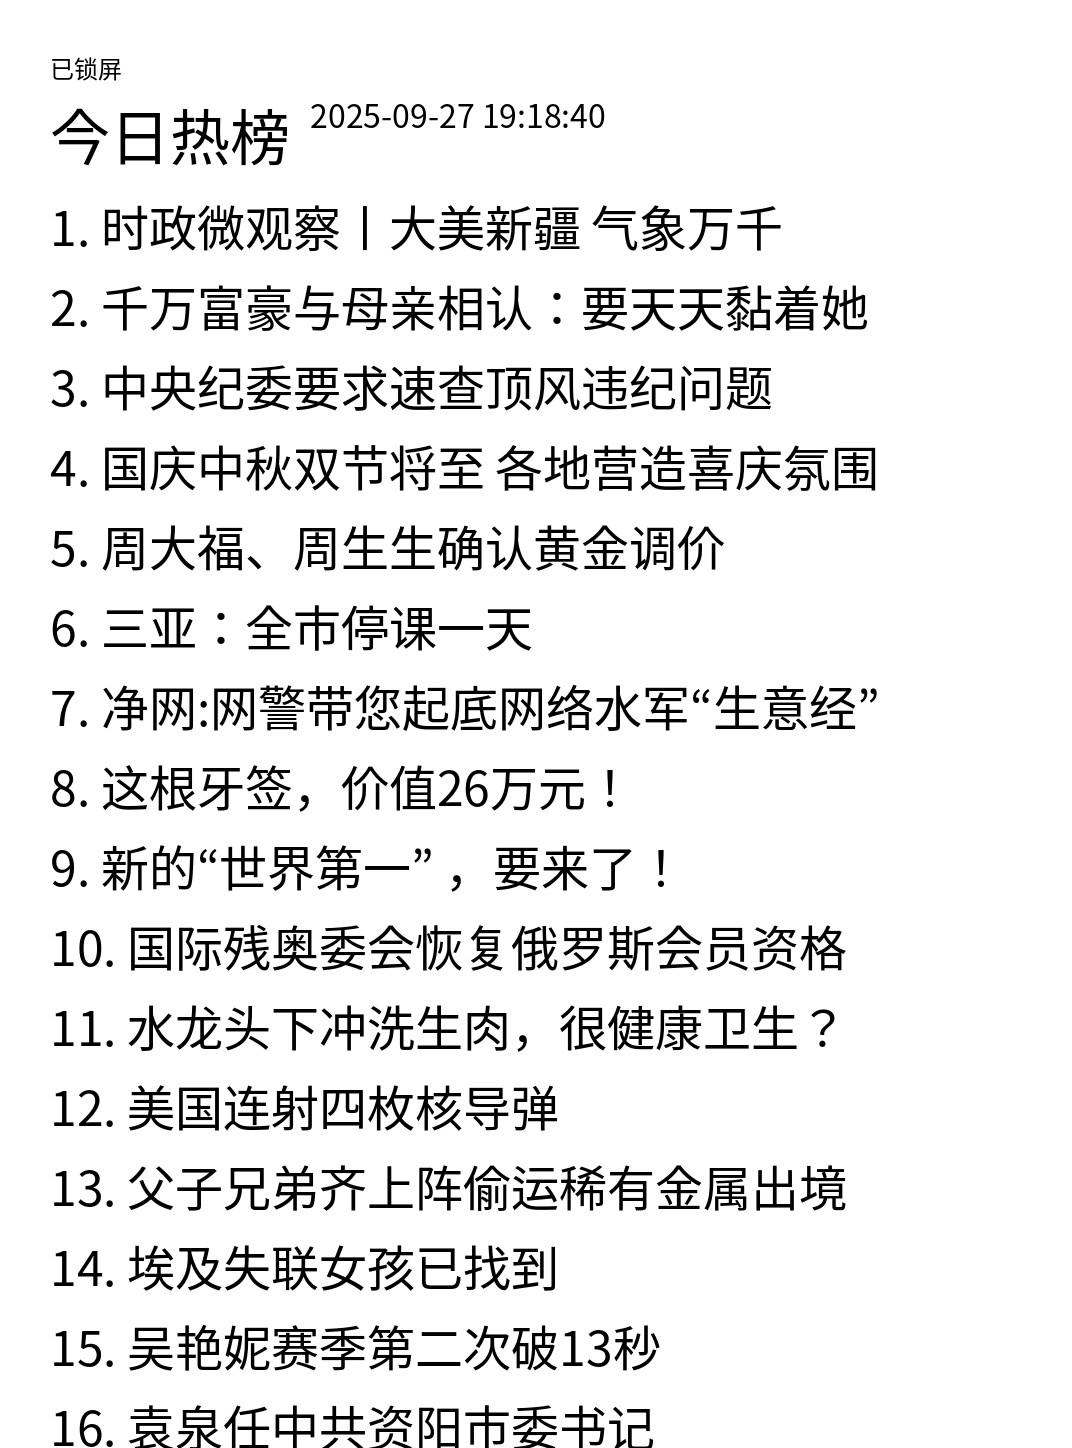 已锁屏
今日热榜 2025-09-27 19:18:40
1. 时政微观察丨大美新疆 气象万千
2. 千万富豪与母亲相认：要天天黏着她
3. 中央纪委要求速查顶风违纪问题
4. 国庆中秋双节将至 各地营造喜庆氛围
5. 周大福、周生生确认黄金调价
6. 三亚：全市停课一天
7. 净网:网警带您起底网络水军“生意经”
8. 这根牙签，价值26万元！
9. 新的“世界第一”，要来了！
10. 国际残奥委会恢复俄罗斯会员资格
11. 水龙头下冲洗生肉，很健康卫生？
12. 美国连射四枚核导弹
13. 父子兄弟齐上阵偷运稀有金属出境
14. 埃及失联女孩已找到
15. 吴艳妮赛季第二次破13秒
16. 袁泉任中共资阳市委书记